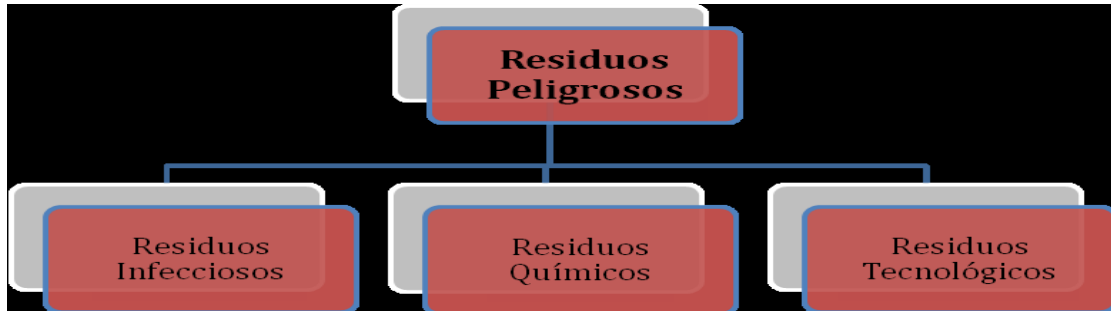 Residuos
Peligrosos
Residuos
Infecciosos
Residuos
Químicos
Residuos
Tecnológicos